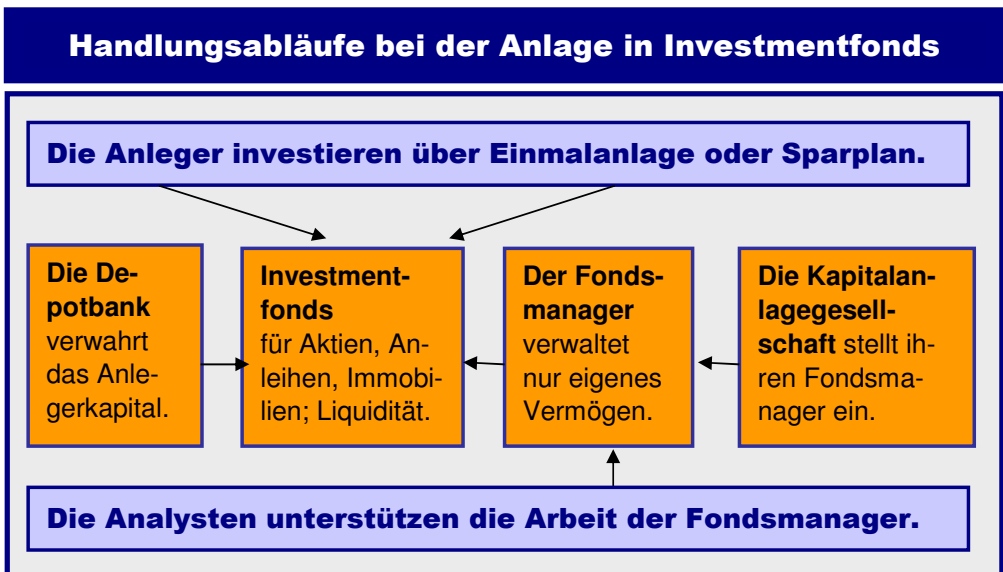 Handlungsabläufe bei der Anlage in Investmentfonds
Die Anleger investieren über Einmalanlage oder Sparplan.
Die De-
potbank
verwahrt
das Anle-
gerkapital.
Investment-
fonds
für Aktien, An-
leihen, Immobi-
lien; Liquidität.
Der Fonds-
manager
verwaltet
nur eigenes
Vermögen.
Die Kapitalan-
lagegesell-
schaft stellt ih-
ren Fondsma-
nager ein.
Die Analysten unterstützen die Arbeit der Fondsmanager.